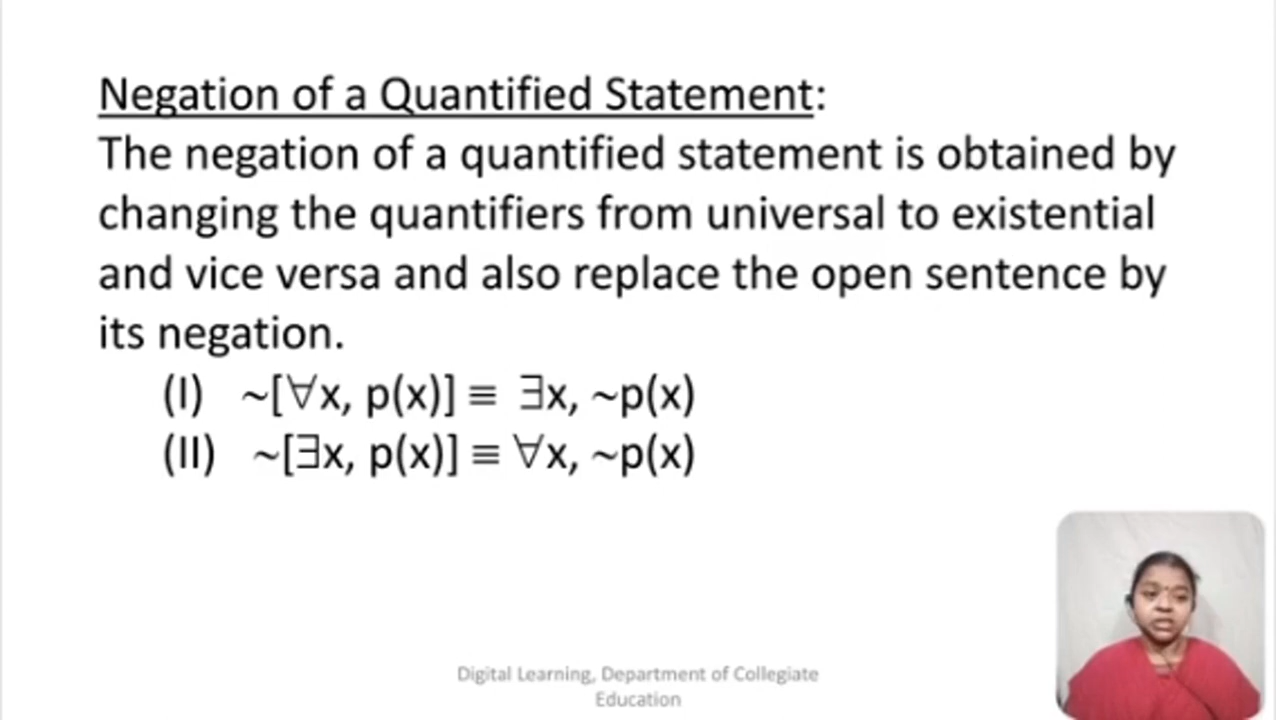 Negation of a Quantified Statement:
The negation of a quantified statement is obtained by
changing the quantifiers from universal to existential
and vice versa and also replace the open sentence by
its negation.
(I) ~[∀x, p(x)] ≡ ∃x, ~p(x)
(II) ~[∃x, p(x)] ≡ ∀x, ~p(x)
Digital Learning, Department of Collegiate
Education